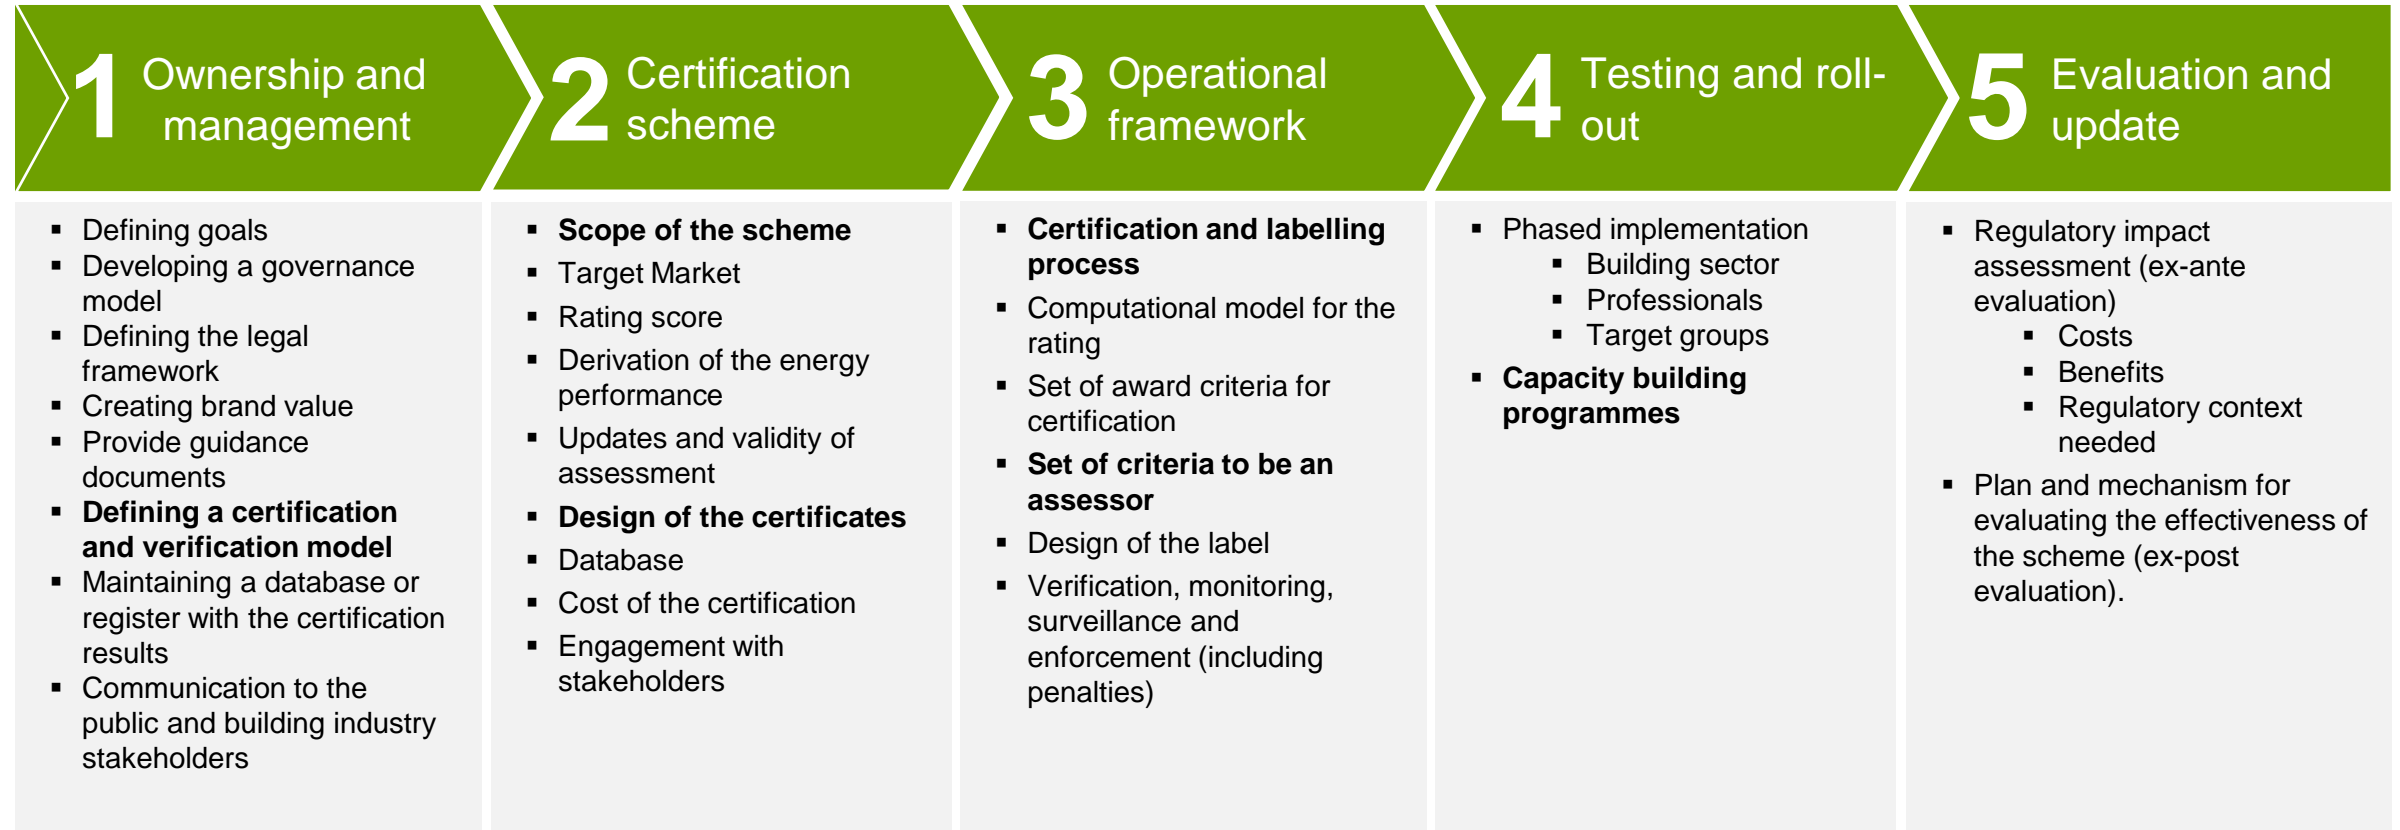 1 Ownership and
management
▪ Defining goals
▪ Developing a governance
model
▪ Defining the legal
framework
▪ Creating brand value
▪ Provide guidance
documents
▪ Defining a certification
and verification model
▪ Maintaining a database or
register with the certification
results
▪ Communication to the
public and building industry
stakeholders
2 Certification
scheme
▪ Scope of the scheme
▪ Target Market
▪ Rating score
▪ Derivation of the energy
performance
▪ Updates and validity of
assessment
▪ Design of the certificates
▪ Database
▪ Cost of the certification
▪ Engagement with
stakeholders
3 Operational
framework
▪ Certification and labelling
process
▪ Computational model for the
rating
▪ Set of award criteria for
certification
▪ Set of criteria to be an
assessor
▪ Design of the label
▪ Verification, monitoring,
surveillance and
enforcement (including
penalties)
4 Testing and roll-
out
▪ Phased implementation
▪ Building sector
▪ Professionals
▪ Target groups
▪ Capacity building
programmes
5 Evaluation and
update
▪ Regulatory impact
assessment (ex-ante
evaluation)
▪ Costs
▪ Benefits
▪ Regulatory context
needed
▪ Plan and mechanism for
evaluating the effectiveness of
the scheme (ex-post
evaluation).